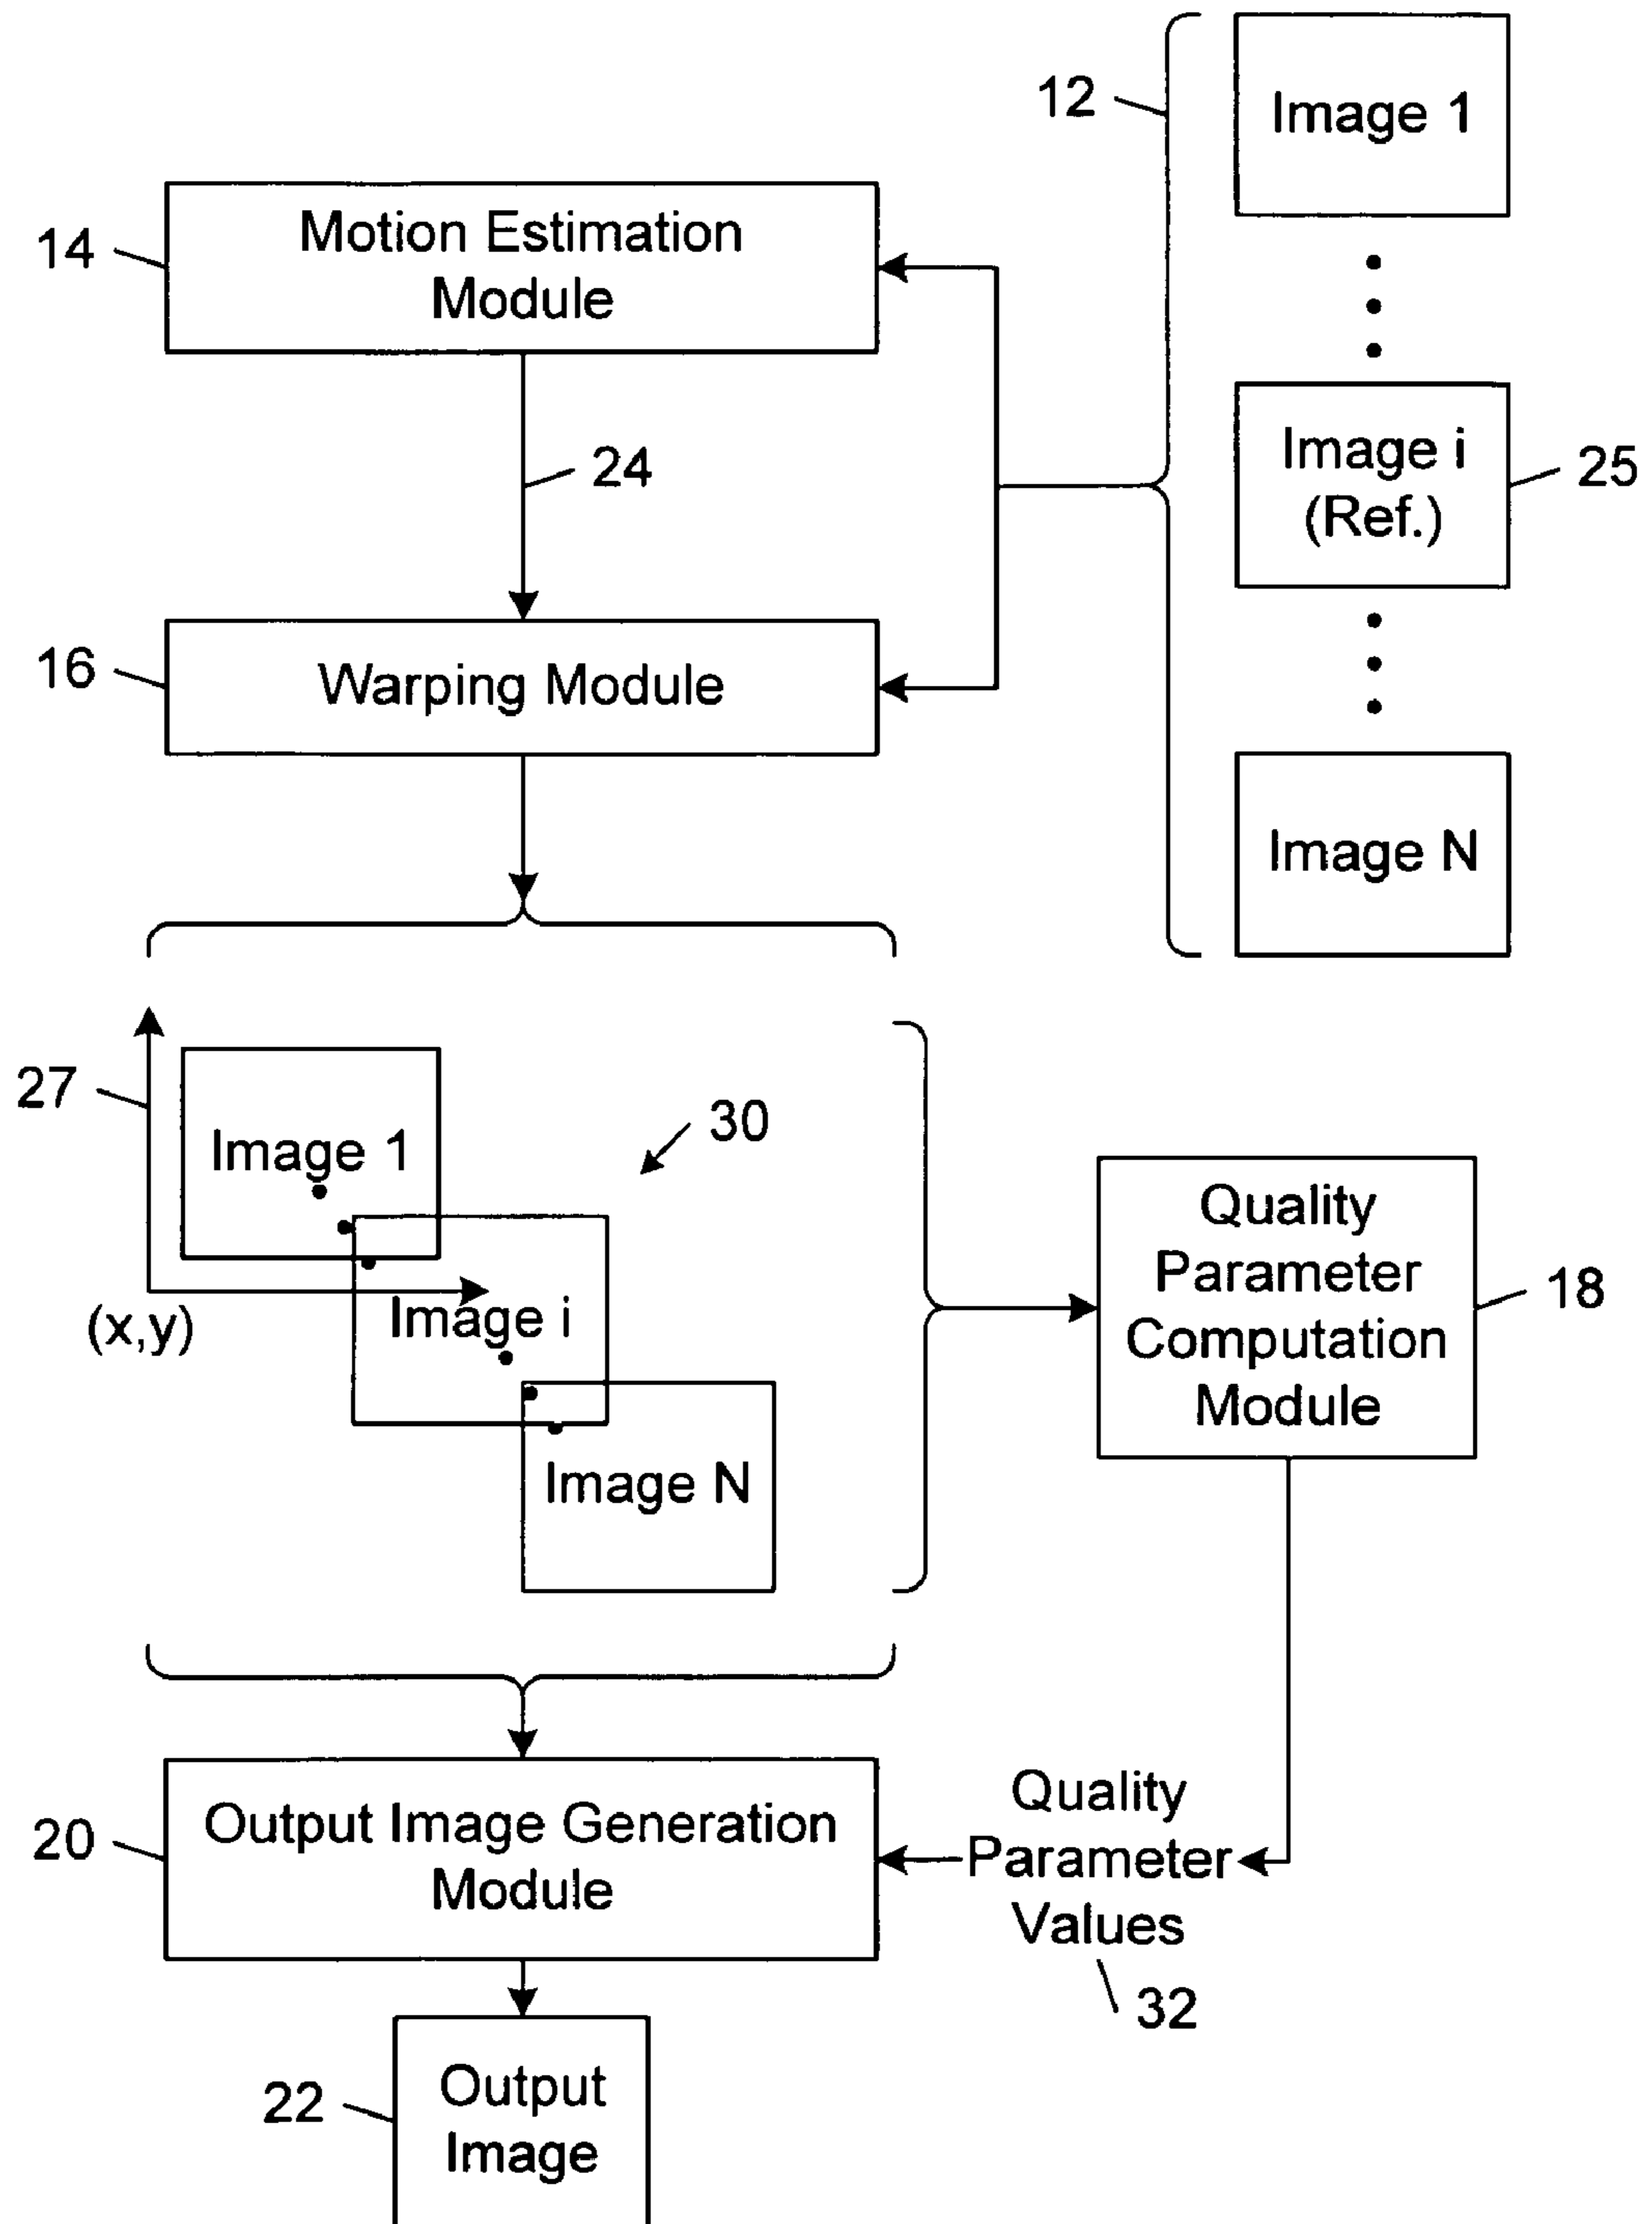 12
Image 1
14
Motion Estimation
Module
24
Image i
(Ref.)
25
16
Warping Module
Image N
27
Image 1
30
(x,y)
Image i
Image N
Quality
Parameter
Computation
Module
18
20
Output Image Generation
Module
Quality
Parameter
Values
32
22
Output
Image